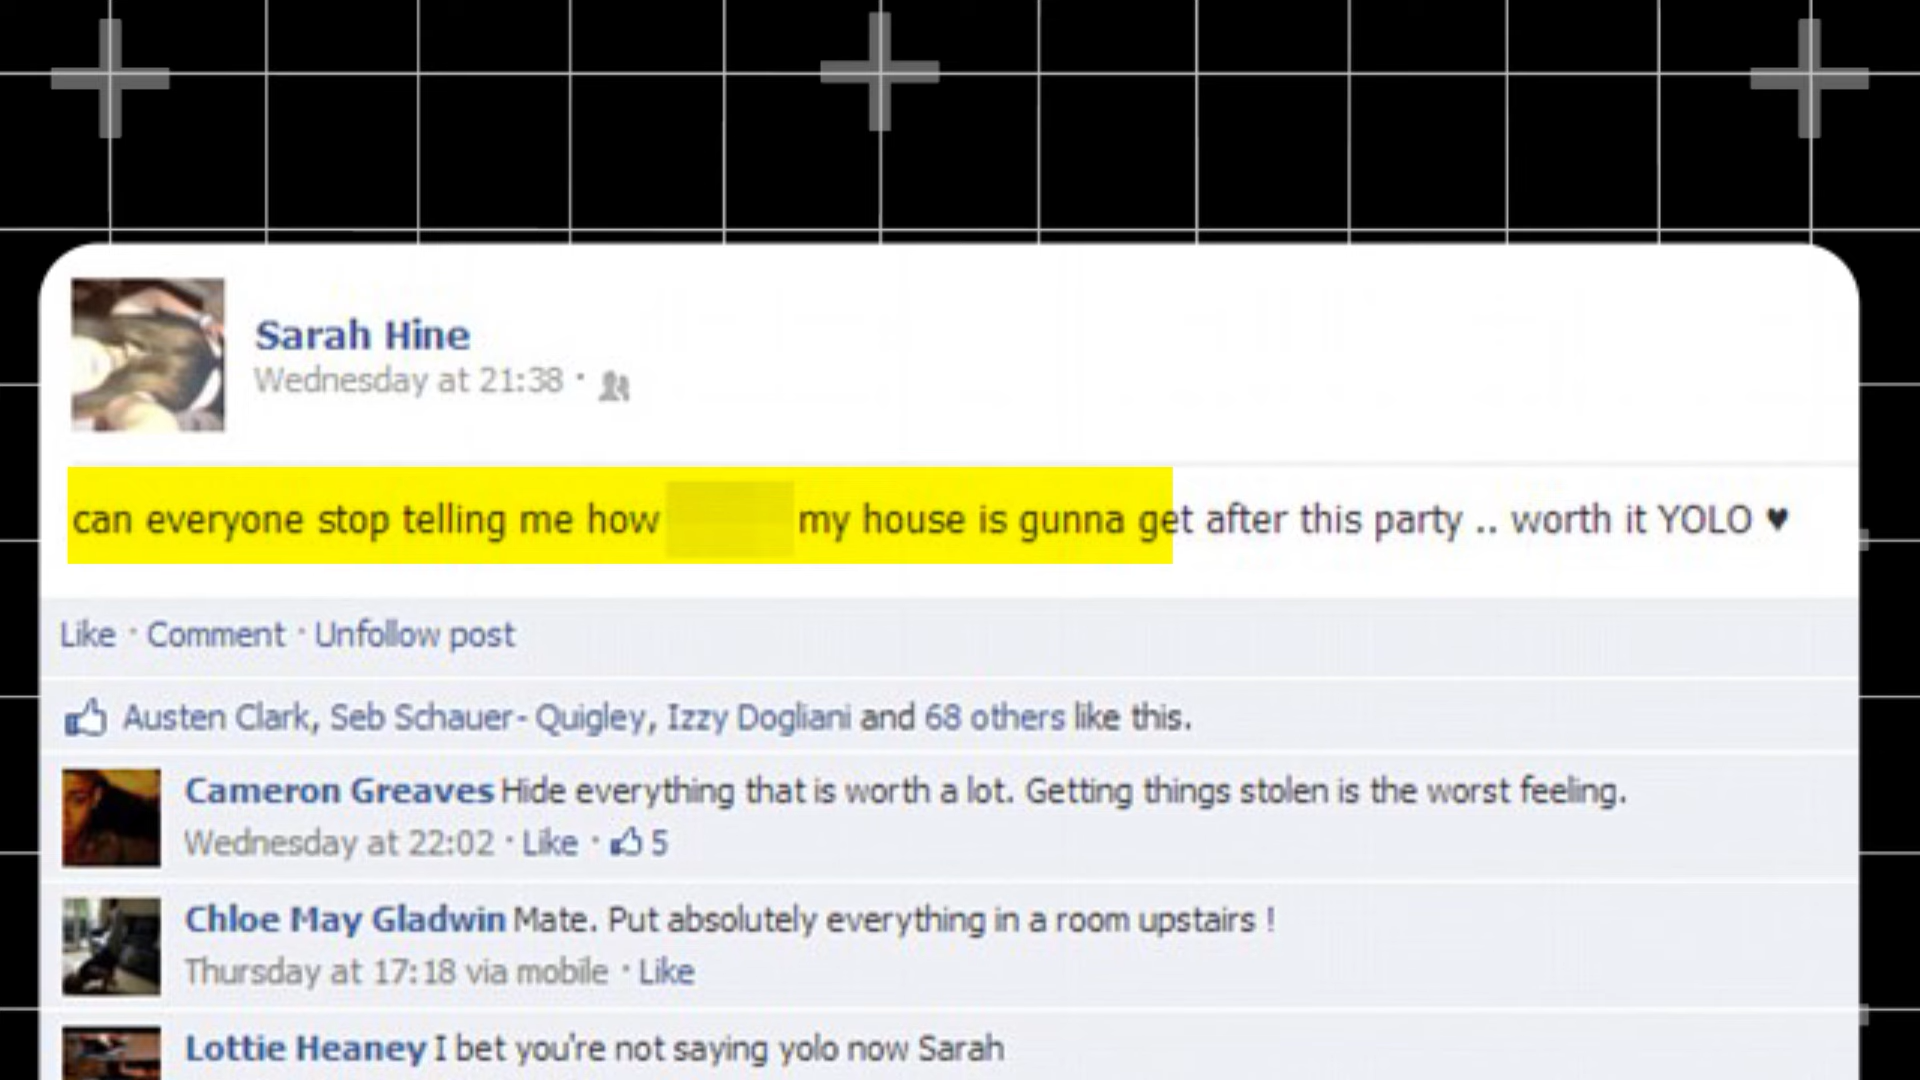 Sarah Hine
Wednesday at 21:38 ·
can everyone stop telling me how my house is gunna get after this party .. worth it YOLO ♥
Like · Comment · Unfollow post
Austen Clark, Seb Schauer- Quigley, Izzy Dogliani and 68 others like this.
Cameron Greaves Hide everything that is worth a lot. Getting things stolen is the worst feeling.
Wednesday at 22:02 · Like · 5
Chloe May Gladwin Mate. Put absolutely everything in a room upstairs !
Thursday at 17:18 via mobile · Like
Lottie Heaney I bet you're not saying yolo now Sarah